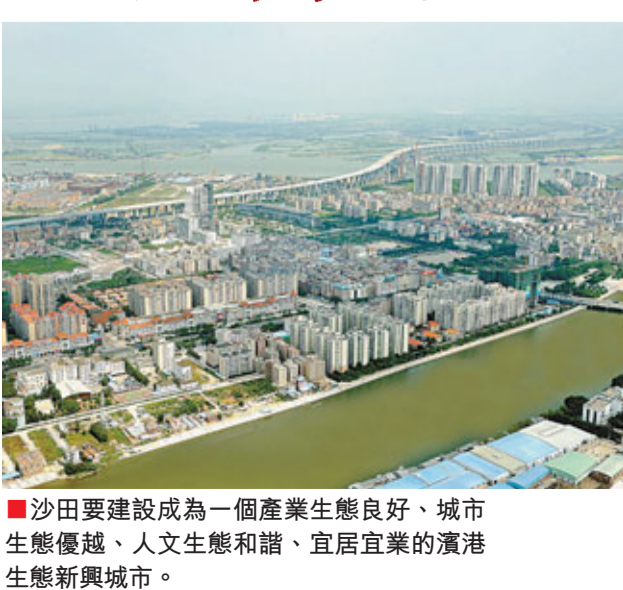 ■沙田要建設成為一個產業生態良好、城市
生態優越、人文生態和諧、宜居宜業的濱港
生態新興城市。